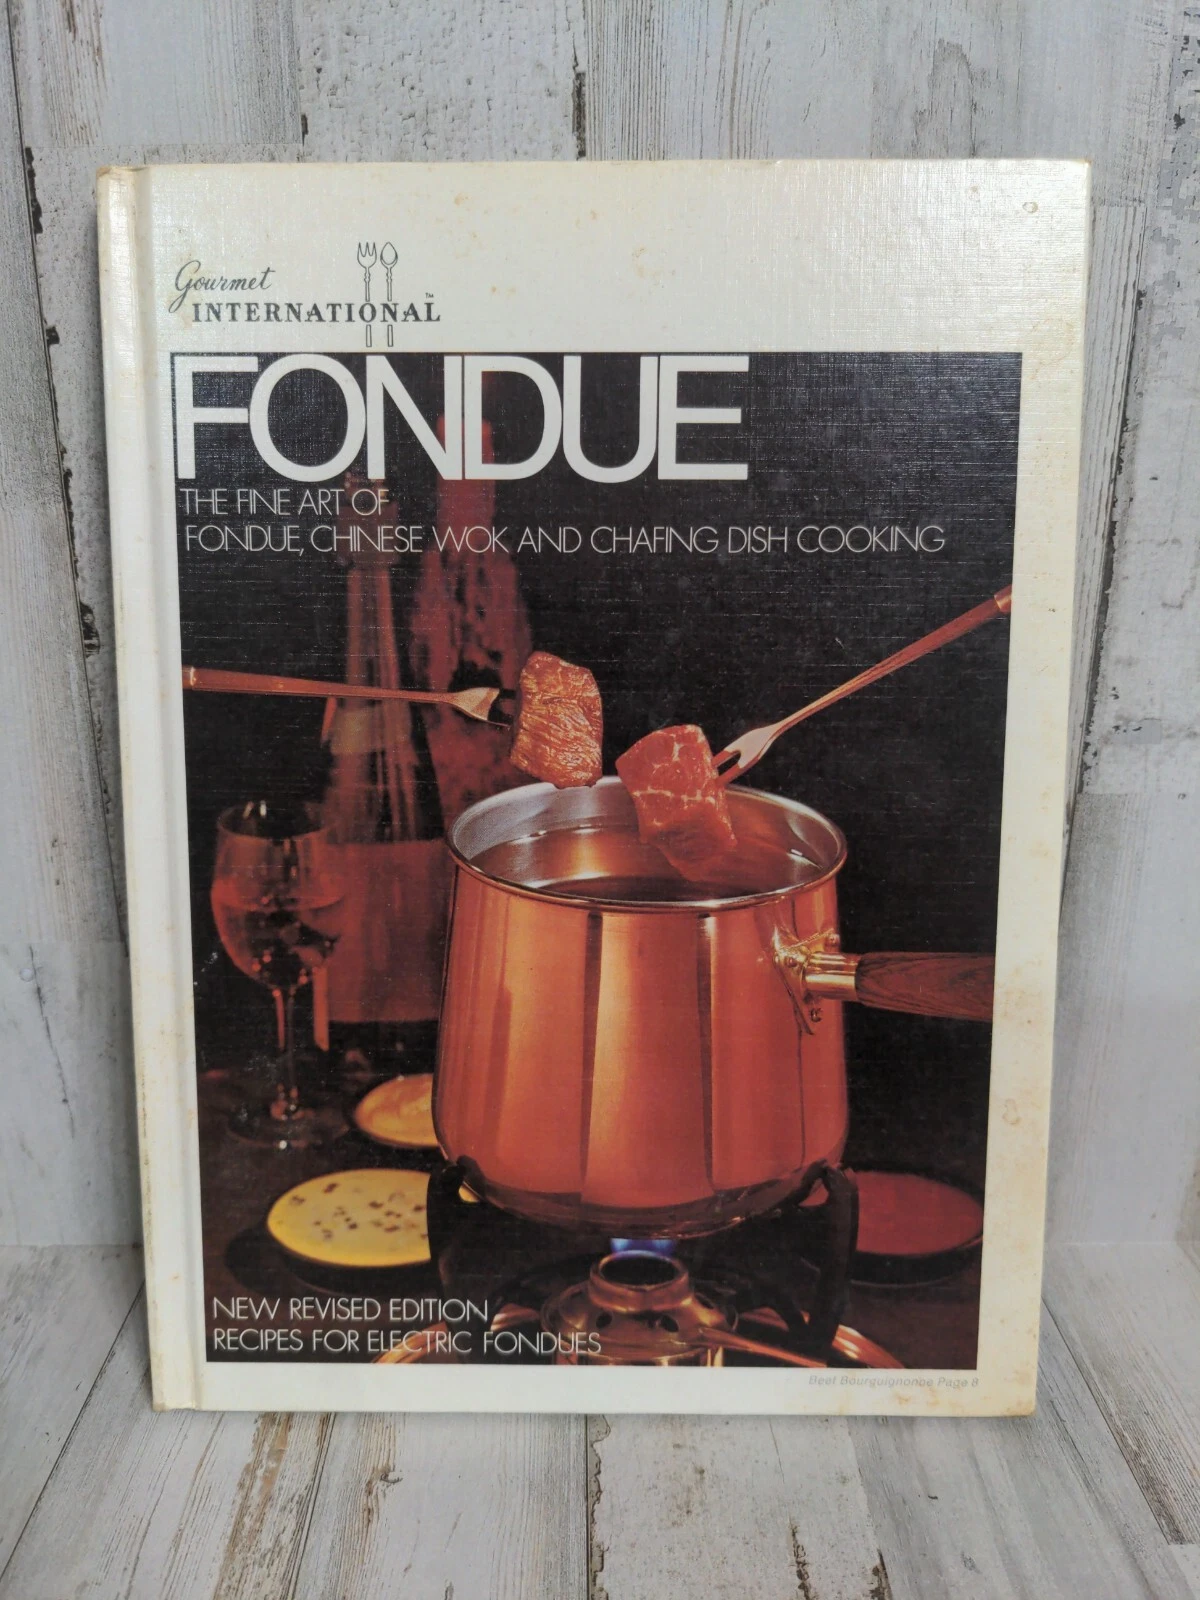 Gourmet
INTERNATIONAL™
FONDUE
THE FINE ART OF
FONDUE, CHINESE WOK AND CHAFING DISH COOKING
NEW REVISED EDITION
RECIPES FOR ELECTRIC FONDUES
Beef Bourguignonne Page 8